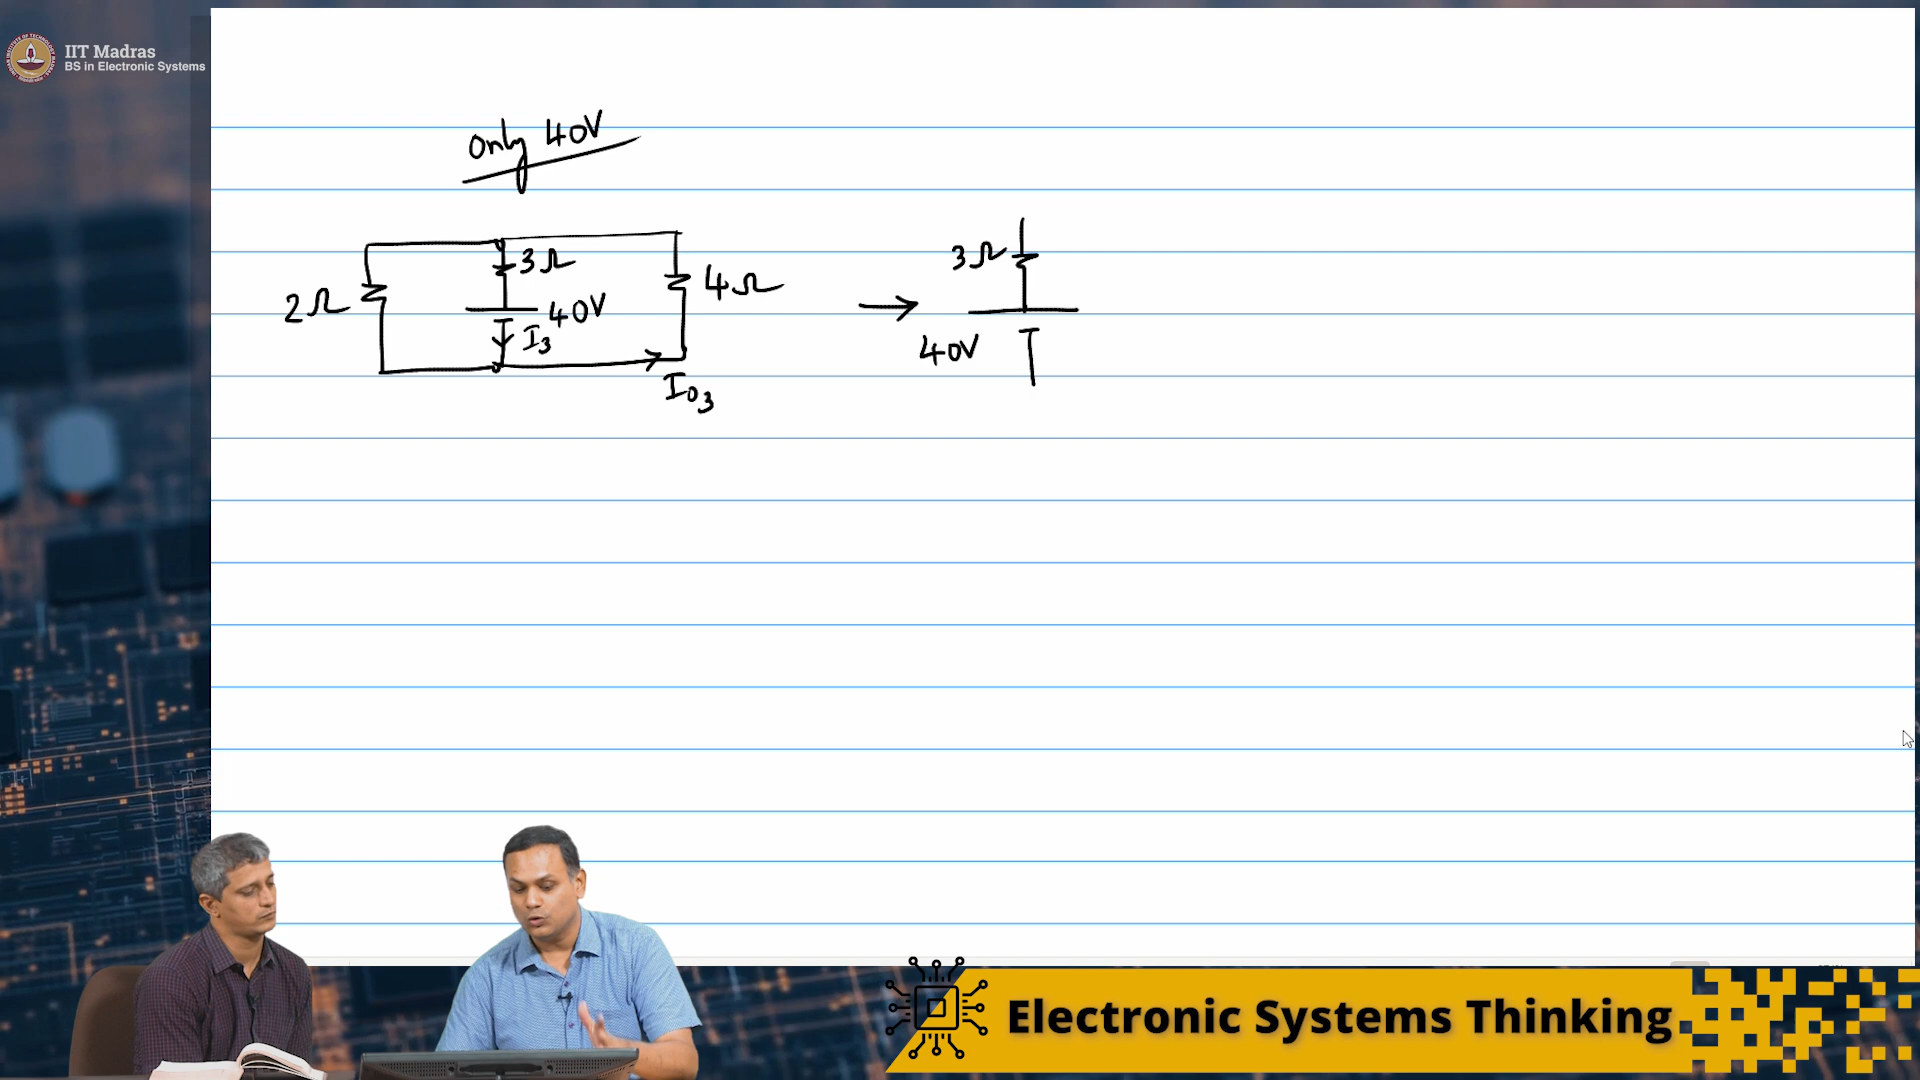 IIT Madras
BS in Electronic Systems
Only 40V
3Ω
2Ω
40V
4Ω
I3
I03
3Ω
40V
Electronic Systems Thinking